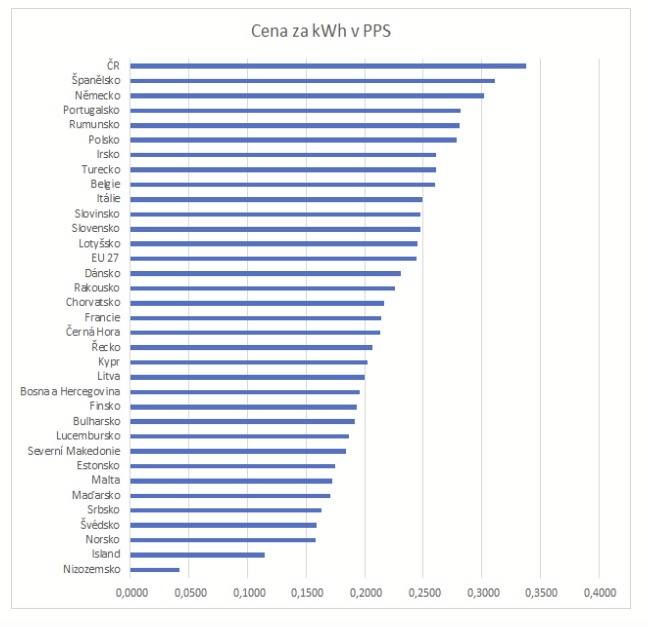 Cena za kWh v PPS
ČR
Španělsko
Německo
Portugalsko
Rumunsko
Polsko
Irsko
Turecko
Belgie
Itálie
Slovinsko
Slovensko
Lotyšsko
EU 27
Dánsko
Rakousko
Chorvatsko
Francie
Černá Hora
Řecko
Kypr
Litva
Bosna a Hercegovina
Finsko
Bulharsko
Lucembursko
Severní Makedonie
Estonsko
Malta
Maďarsko
Srbsko
Švédsko
Norsko
Island
Nizozemsko
0,0000 0,0500 0,1000 0,1500 0,2000 0,2500 0,3000 0,3500 0,4000